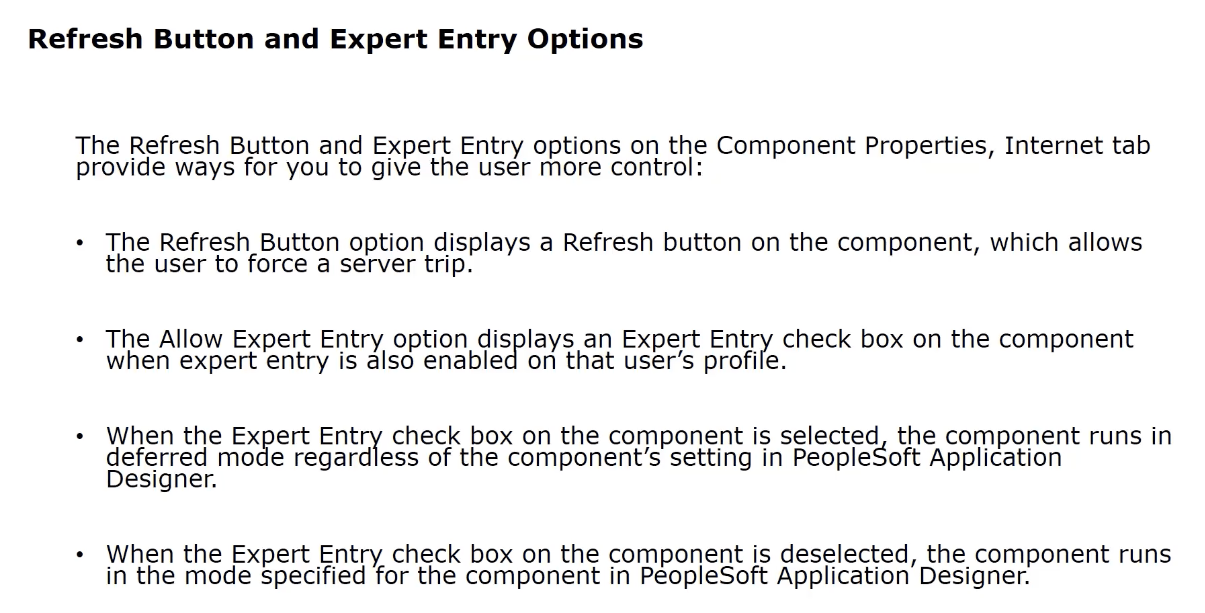 Refresh Button and Expert Entry Options
The Refresh Button and Expert Entry options on the Component Properties, Internet tab
provide ways for you to give the user more control:
• The Refresh Button option displays a Refresh button on the component, which allows
the user to force a server trip.
• The Allow Expert Entry option displays an Expert Entry check box on the component
when expert entry is also enabled on that user’s profile.
• When the Expert Entry check box on the component is selected, the component runs in
deferred mode regardless of the component’s setting in PeopleSoft Application
Designer.
• When the Expert Entry check box on the component is deselected, the component runs
in the mode specified for the component in PeopleSoft Application Designer.